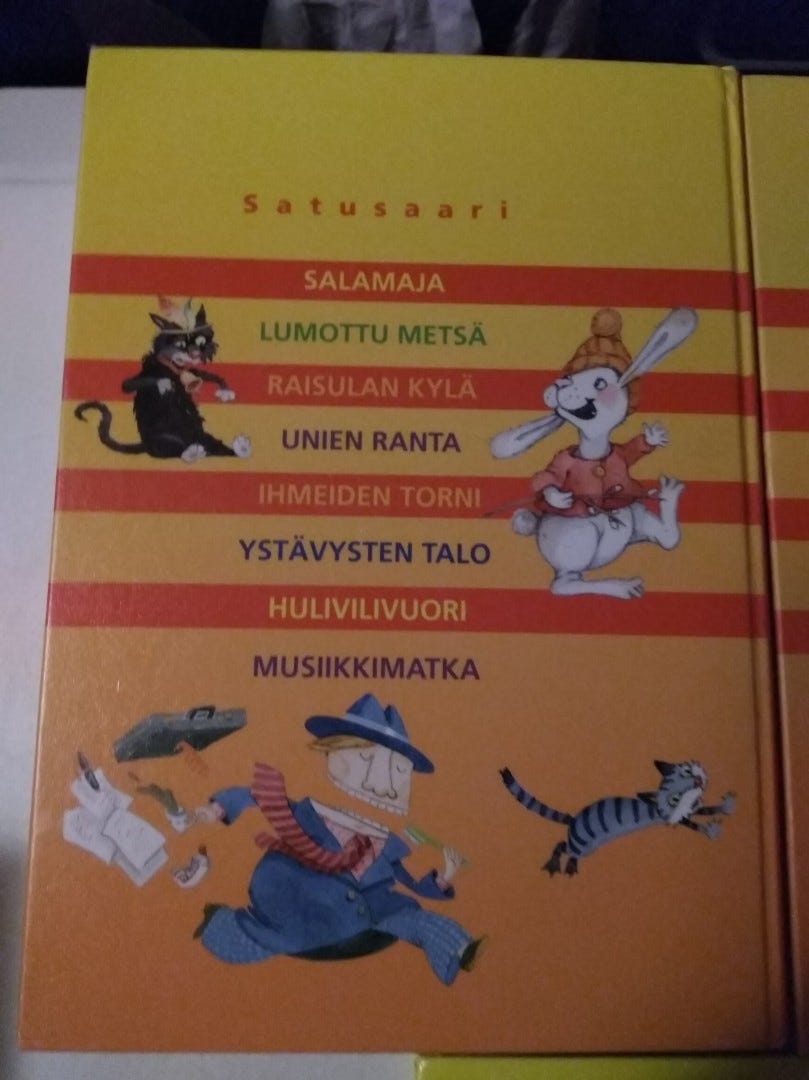 Satusaari
SALAMAJA
LUMOTTU METSÄ
RAISULAN KYLÄ
UNIEN RANTA
IHMEIDEN TORNI
YSTÄVYSTEN TALO
HULIVILIVUORI
MUSIIKKIMATKA